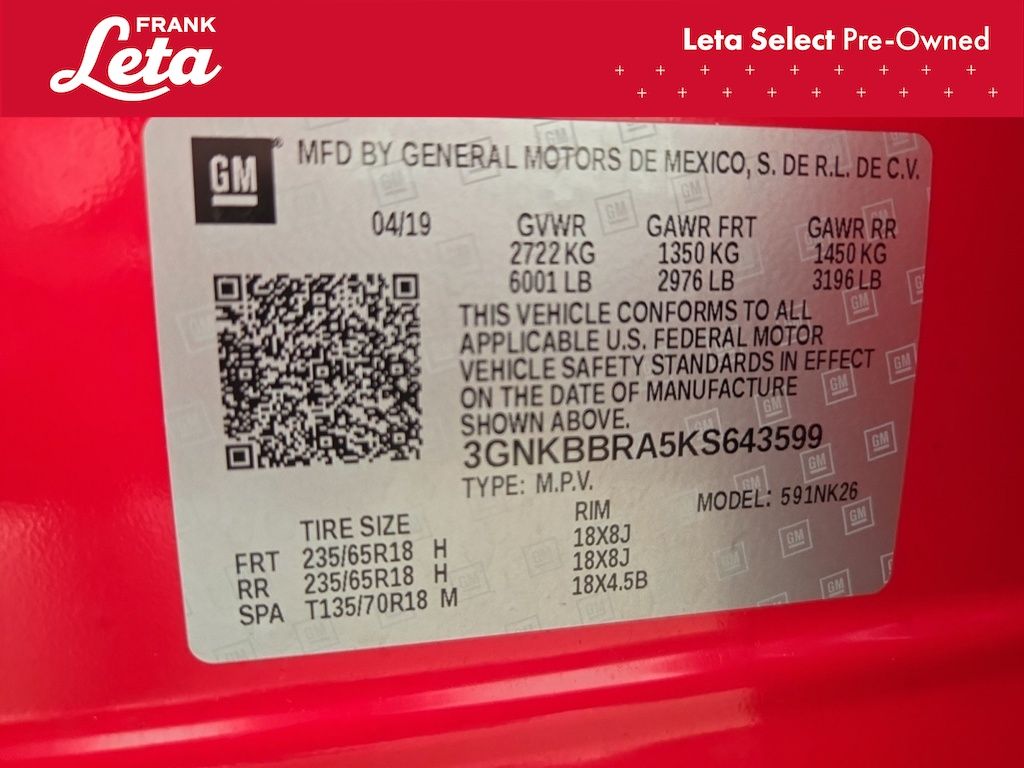 FRANK
Leta
Leta Select Pre-Owned
GM
MFD BY GENERAL MOTORS DE MEXICO, S. DE R.L. DE C.V.
04/19 GVWR GAWR FRT GAWR RR
2722 KG 1350 KG 1450 KG
6001 LB 2976 LB 3196 LB
THIS VEHICLE CONFORMS TO ALL
APPLICABLE U.S. FEDERAL MOTOR
VEHICLE SAFETY STANDARDS IN EFFECT
ON THE DATE OF MANUFACTURE
SHOWN ABOVE.
3GNKBBRA5KS643599
TYPE: M.P.V. MODEL: 591NK26
TIRE SIZE RIM
FRT 235/65R18 H 18X8J
RR 235/65R18 H 18X8J
SPA T135/70R18 M 18X4.5B